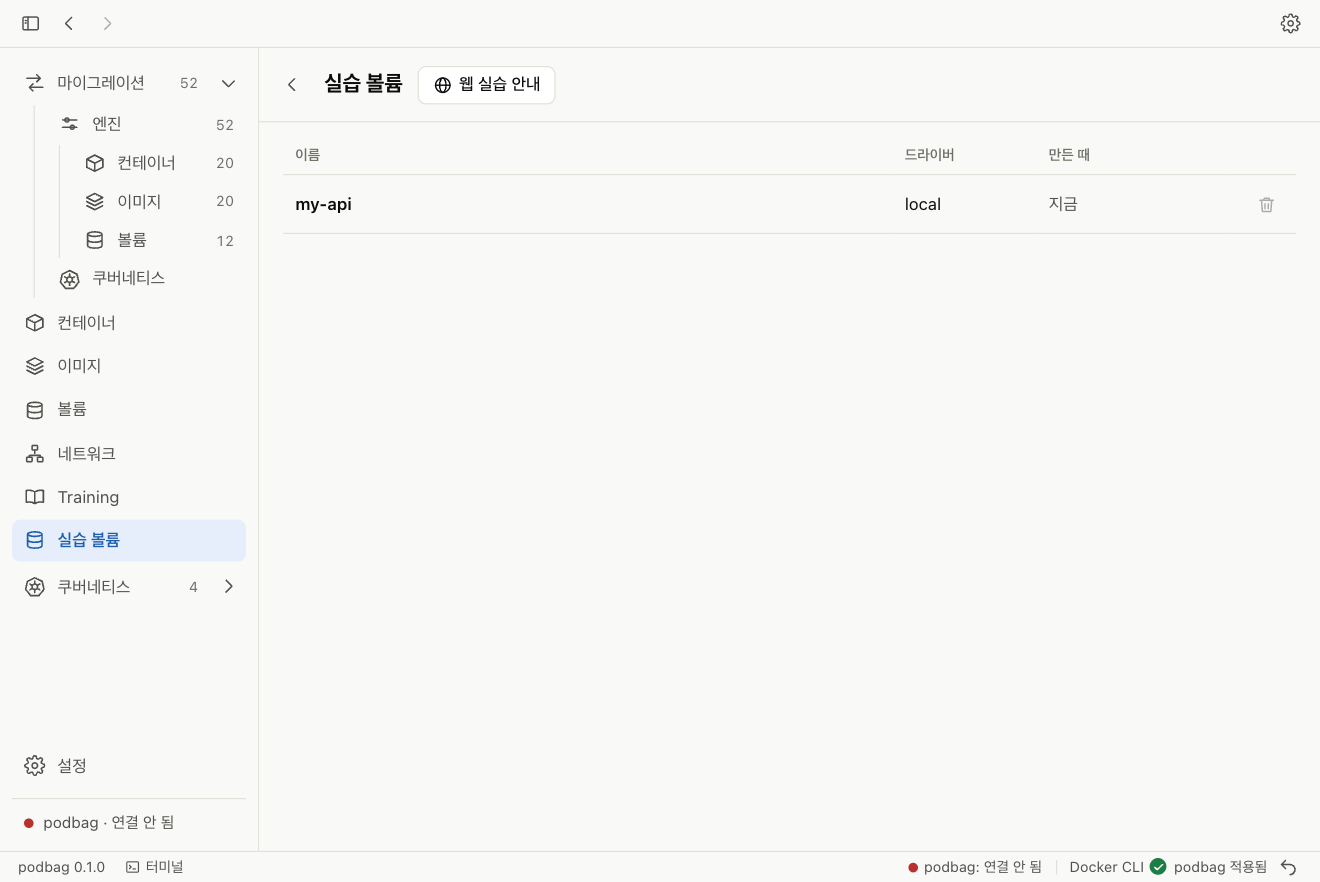 마이그레이션 52
엔진 52
컨테이너 20
이미지 20
볼륨 12
쿠버네티스
컨테이너
이미지
볼륨
네트워크
Training
실습 볼륨
쿠버네티스 4
설정
podbag · 연결 안 됨
실습 볼륨 웹 실습 안내
이름 드라이버 만든 때
my-api local 지금
podbag 0.1.0 터미널 podbag: 연결 안 됨 Docker CLI podbag 적용됨